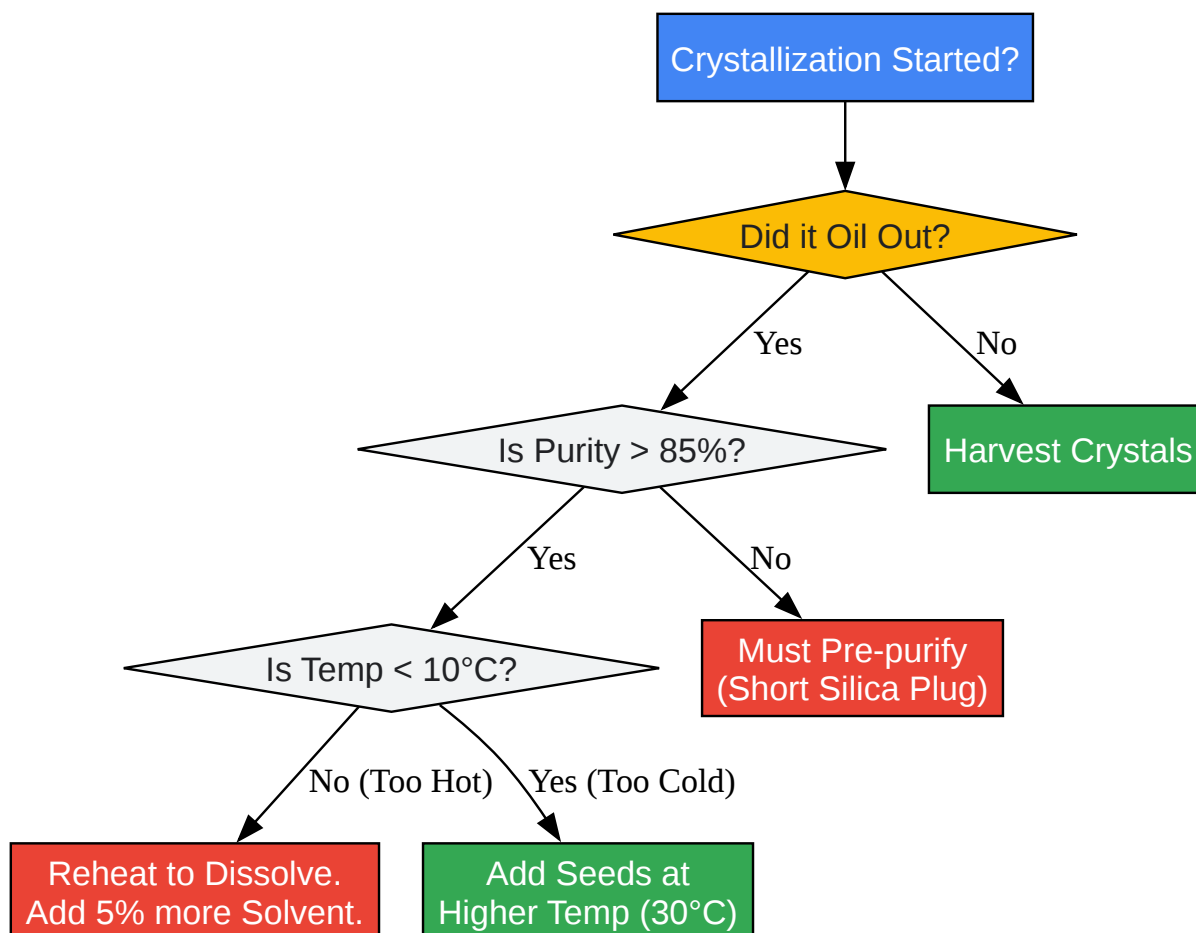 Crystallization Started?
Did it Oil Out?
Yes
No
Is Purity > 85%?
Harvest Crystals
Yes
No
Is Temp < 10°C?
Must Pre-purify
(Short Silica Plug)
No (Too Hot)
Yes (Too Cold)
Reheat to Dissolve.
Add 5% more Solvent.
Add Seeds at
Higher Temp (30°C)